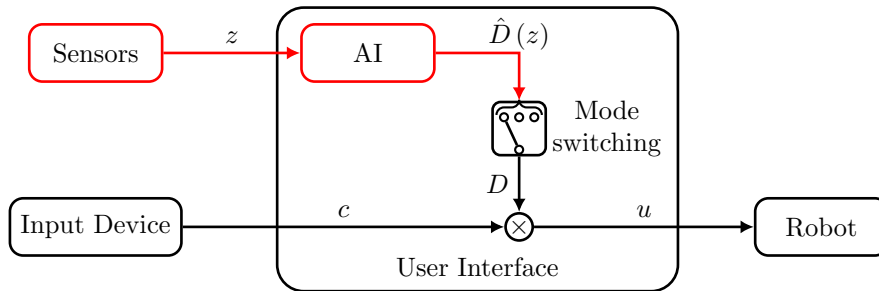 Sensors
z
AI
D̂ (z)
Mode
switching
D
Input Device
c
×
u
Robot
User Interface